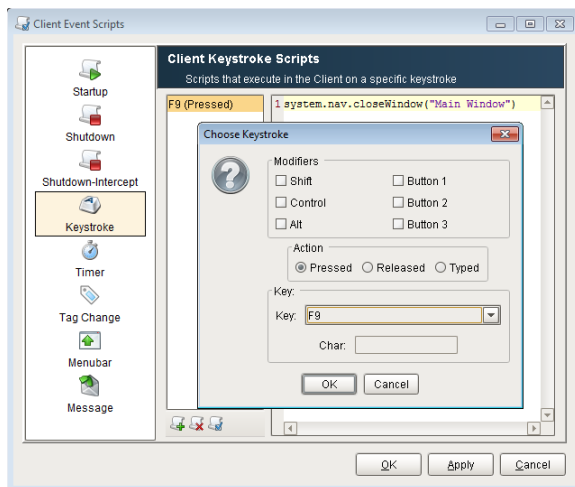 Client Event Scripts
Startup
Shutdown
Shutdown-Intercept
Keystroke
Timer
Tag Change
Menubar
Message
Client Keystroke Scripts
Scripts that execute in the Client on a specific keystroke
F9 (Pressed)
1 system.nav.closeWindow("Main Window")
Choose Keystroke
Modifiers
Shift Button 1
Control Button 2
Alt Button 3
Action
Pressed Released Typed
Key:
Key: F9
Char:
OK Cancel
OK Apply Cancel